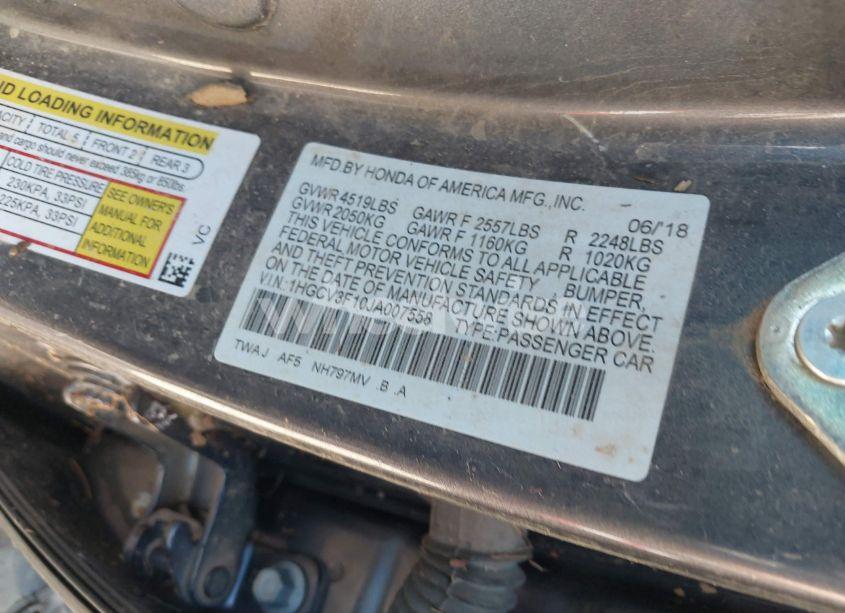 ND LOADING INFORMATION
ACITY TOTAL 5 FRONT 2 REAR 3
and cargo should never exceed 385kg or 850lbs.
COLD TIRE PRESSURE
230KPA, 33PSI
225KPA, 33PSI
SEE OWNER'S
MANUAL FOR
ADDITIONAL
INFORMATION
VC
MFD.BY HONDA OF AMERICA MFG.,INC. 06/'18
GVWR 4519LBS GAWR F 2557LBS R 2248LBS
GVWR 2050KG GAWR F 1160KG R 1020KG
THIS VEHICLE CONFORMS TO ALL APPLICABLE
FEDERAL MOTOR VEHICLE SAFETY BUMPER,
AND THEFT PREVENTION STANDARDS IN EFFECT
ON THE DATE OF MANUFACTURE SHOWN ABOVE.
V.I.N.:1HGCV3F10JA007558 TYPE:PASSENGER CAR
TWAJ AF5 NH797MV .B .A